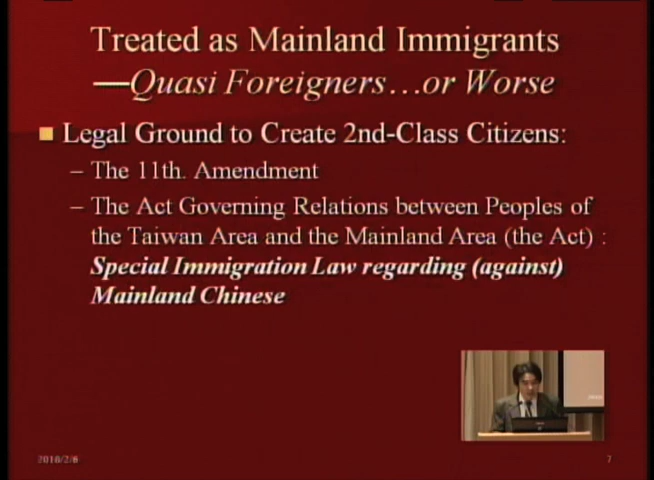 Treated as Mainland Immigrants
—Quasi Foreigners…or Worse
Legal Ground to Create 2nd-Class Citizens:
– The 11th. Amendment
– The Act Governing Relations between Peoples of
the Taiwan Area and the Mainland Area (the Act) :
Special Immigration Law regarding (against)
Mainland Chinese
2010/2/6
7